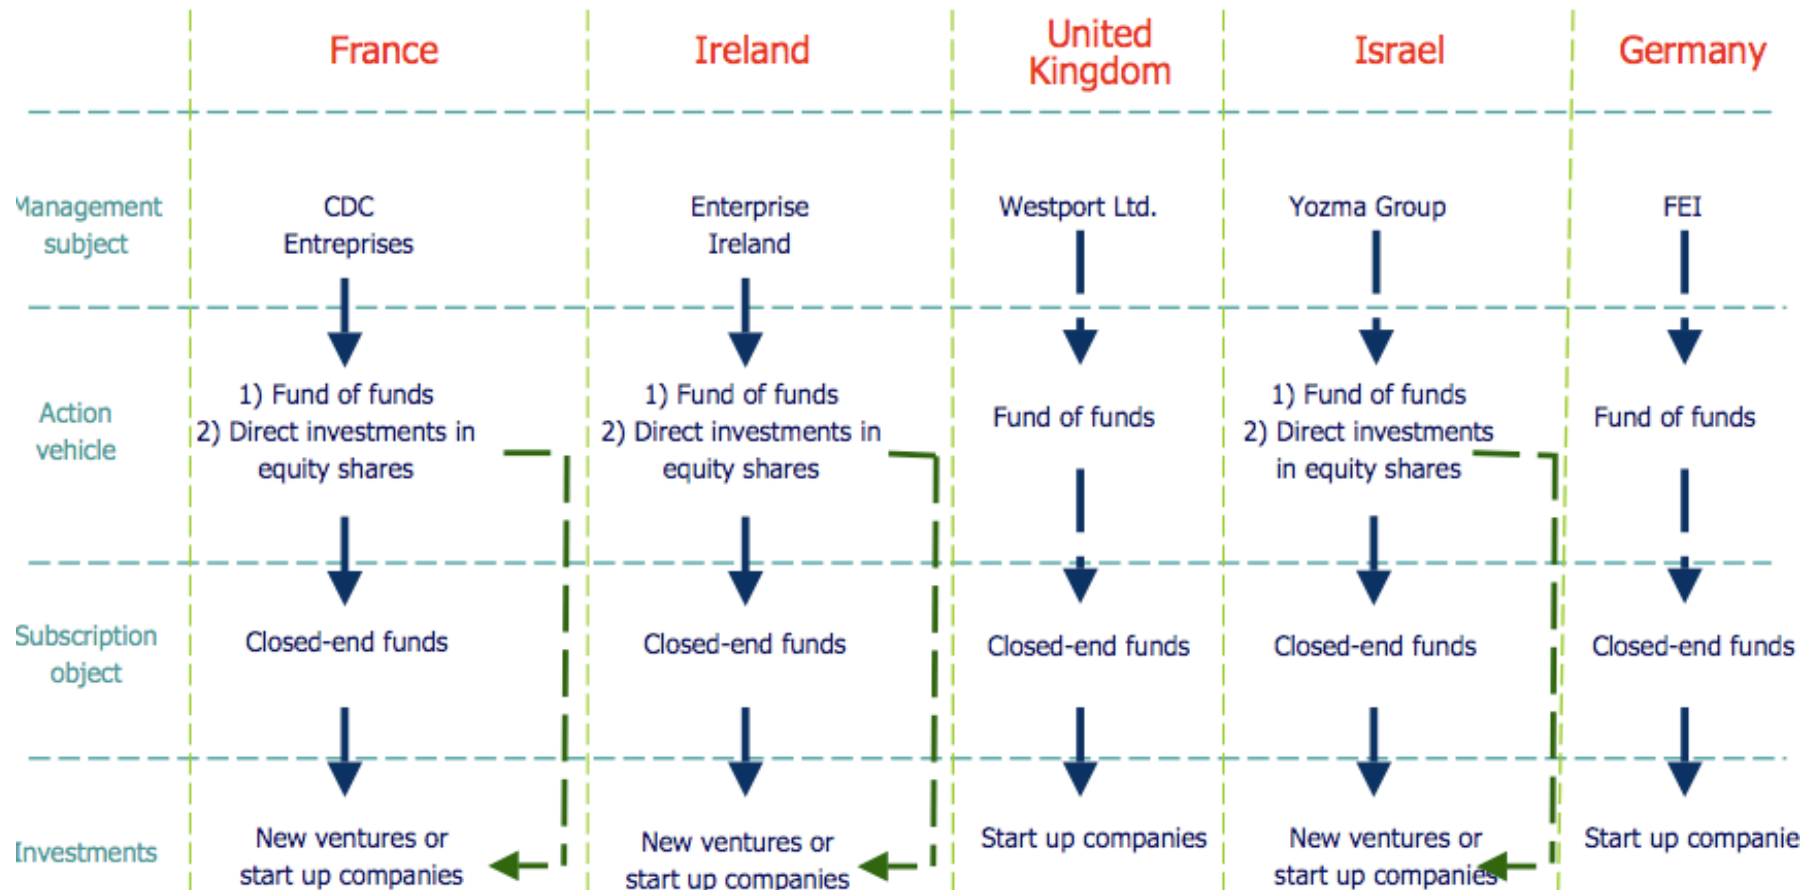 France
Ireland
United
Kingdom
Israel
Germany
Management
subject
CDC
Entreprises
Enterprise
Ireland
Westport Ltd.
Yozma Group
FEI
Action
vehicle
1) Fund of funds
2) Direct investments in
equity shares
1) Fund of funds
2) Direct investments in
equity shares
Fund of funds
1) Fund of funds
2) Direct investments
in equity shares
Fund of funds
Subscription
object
Closed-end funds
Closed-end funds
Closed-end funds
Closed-end funds
Closed-end funds
Investments
New ventures or
start up companies
New ventures or
start up companies
Start up companies
New ventures or
start up companies
Start up companie